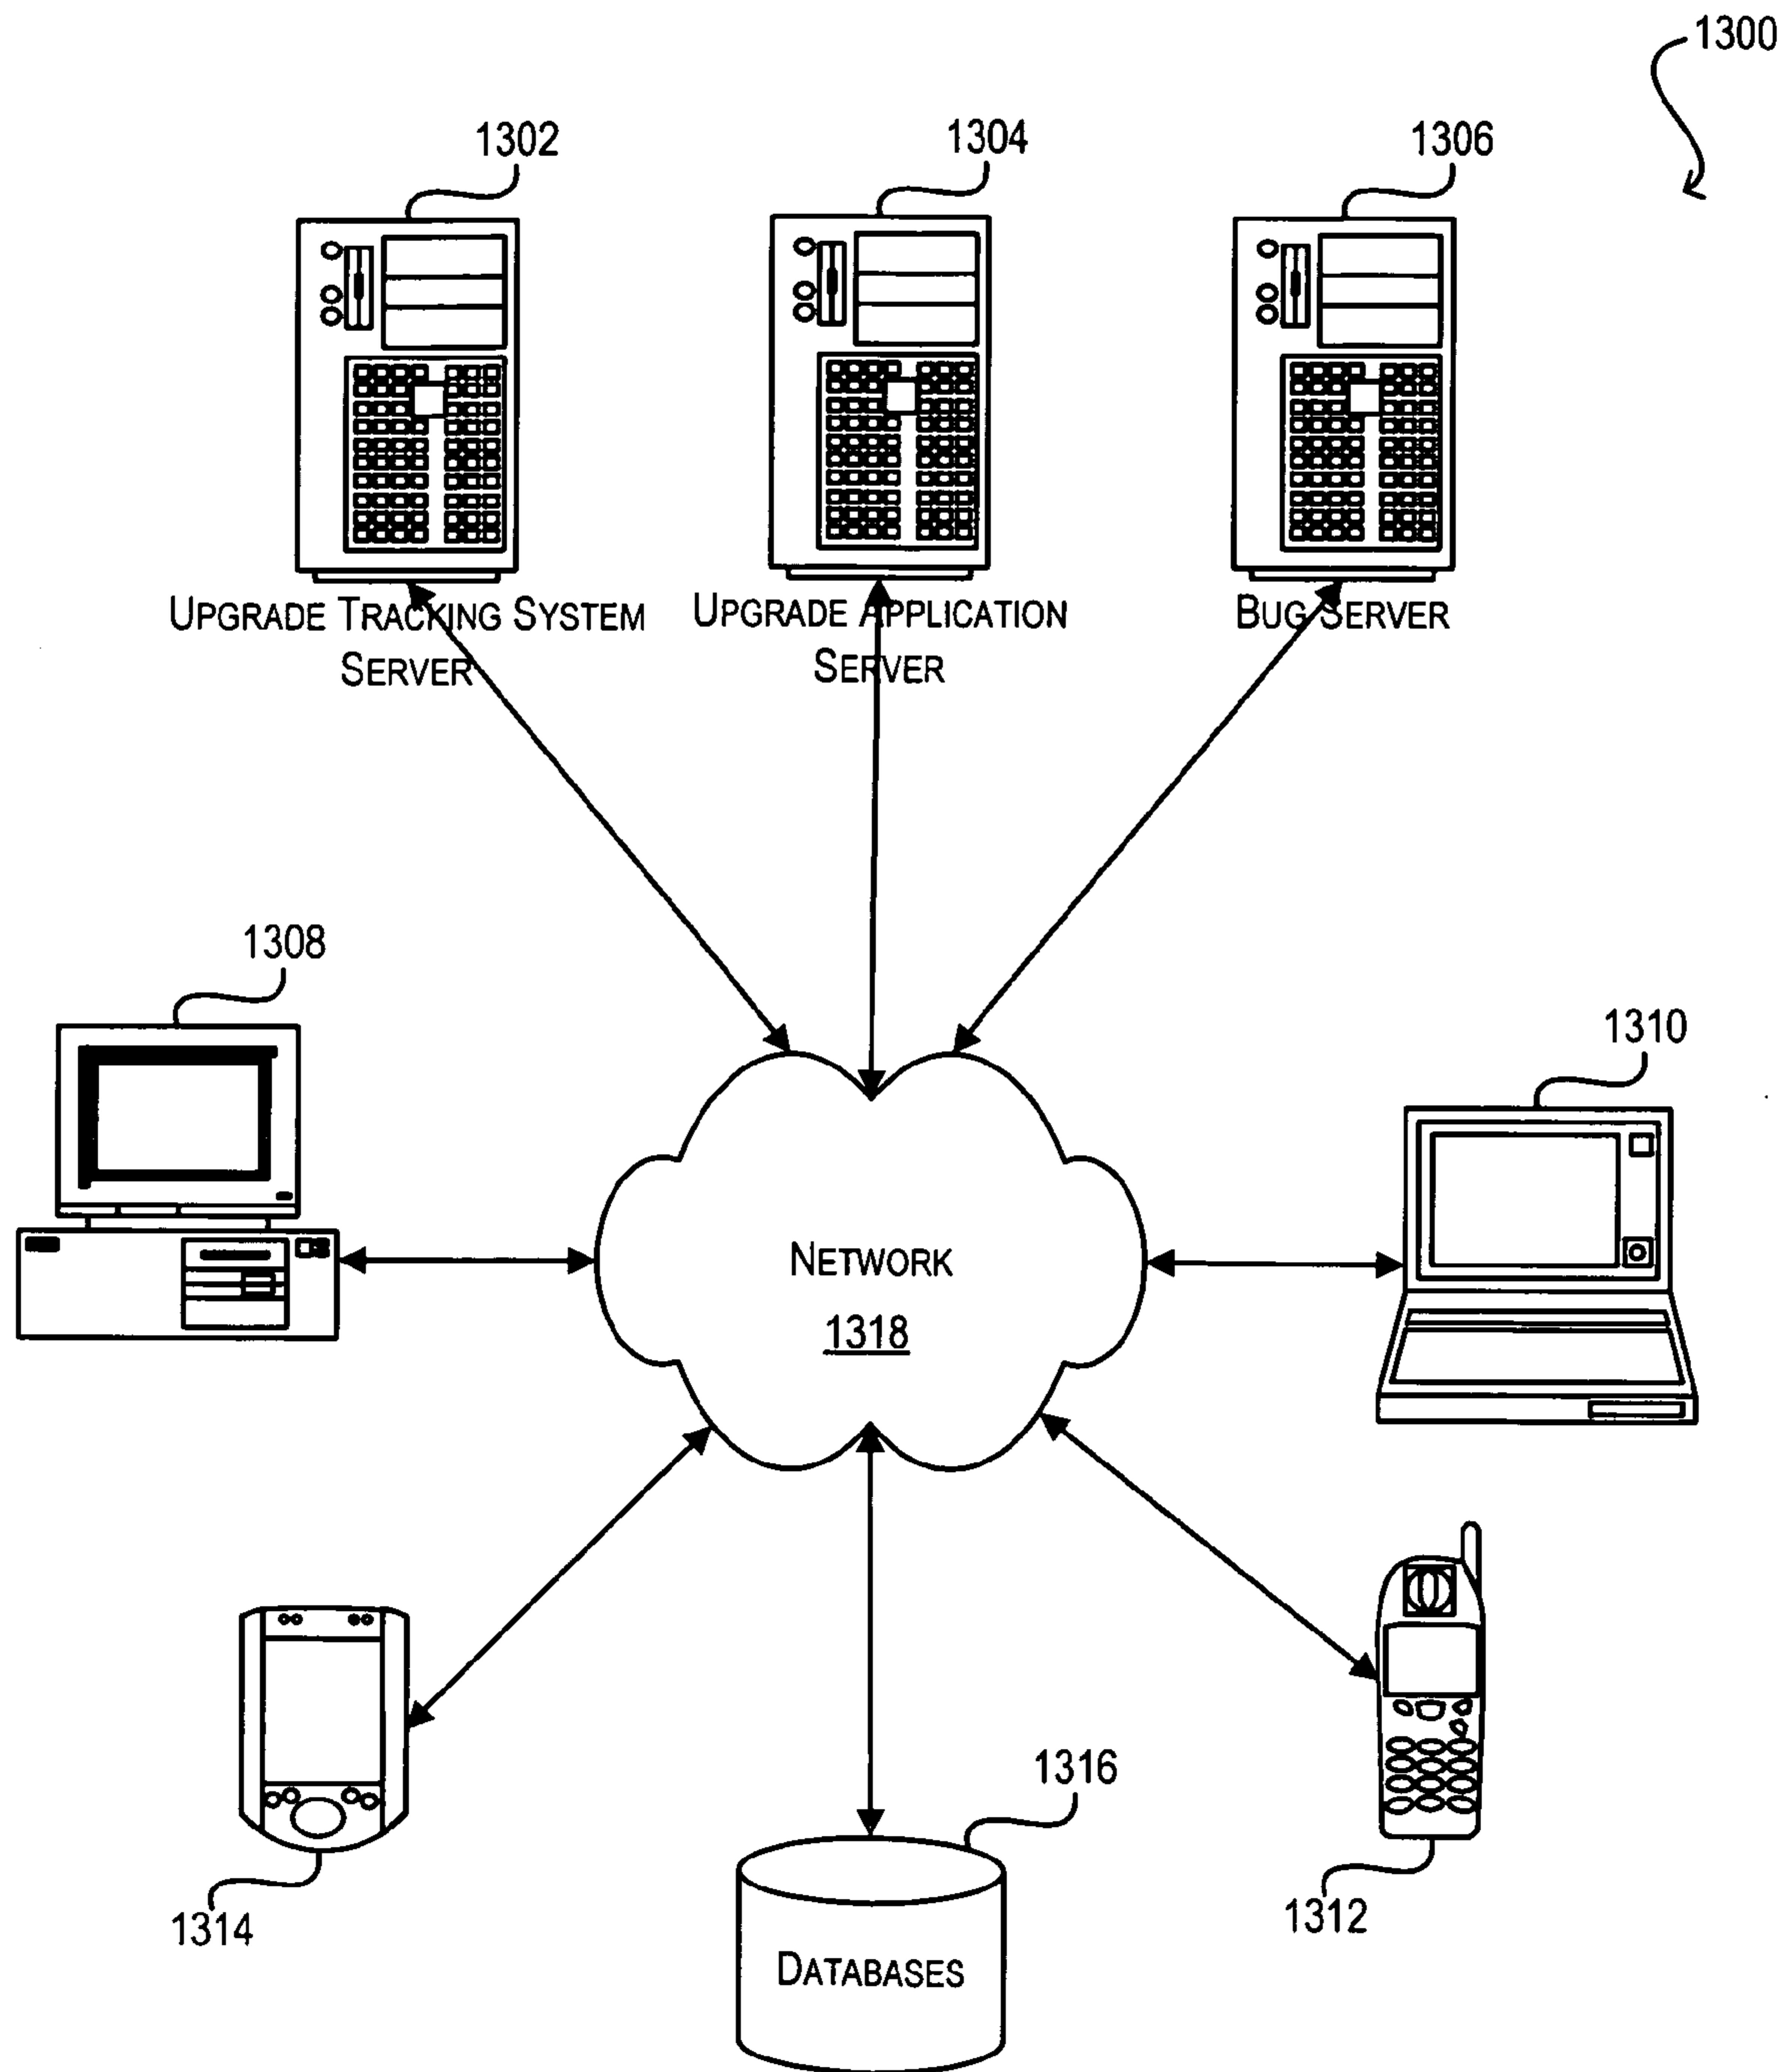 1300
1302
1304
1306
UPGRADE TRACKING SYSTEM
SERVER
UPGRADE APPLICATION
SERVER
BUG SERVER
1308
1310
NETWORK
1318
1316
1314
1312
DATABASES